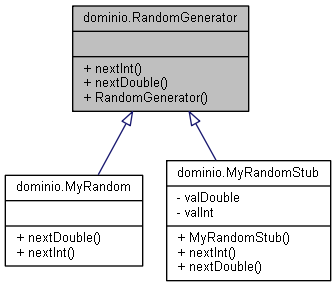 dominio.RandomGenerator
+ nextInt()
+ nextDouble()
+ RandomGenerator()
dominio.MyRandom
+ nextDouble()
+ nextInt()
dominio.MyRandomStub
- valDouble
- valInt
+ MyRandomStub()
+ nextInt()
+ nextDouble()